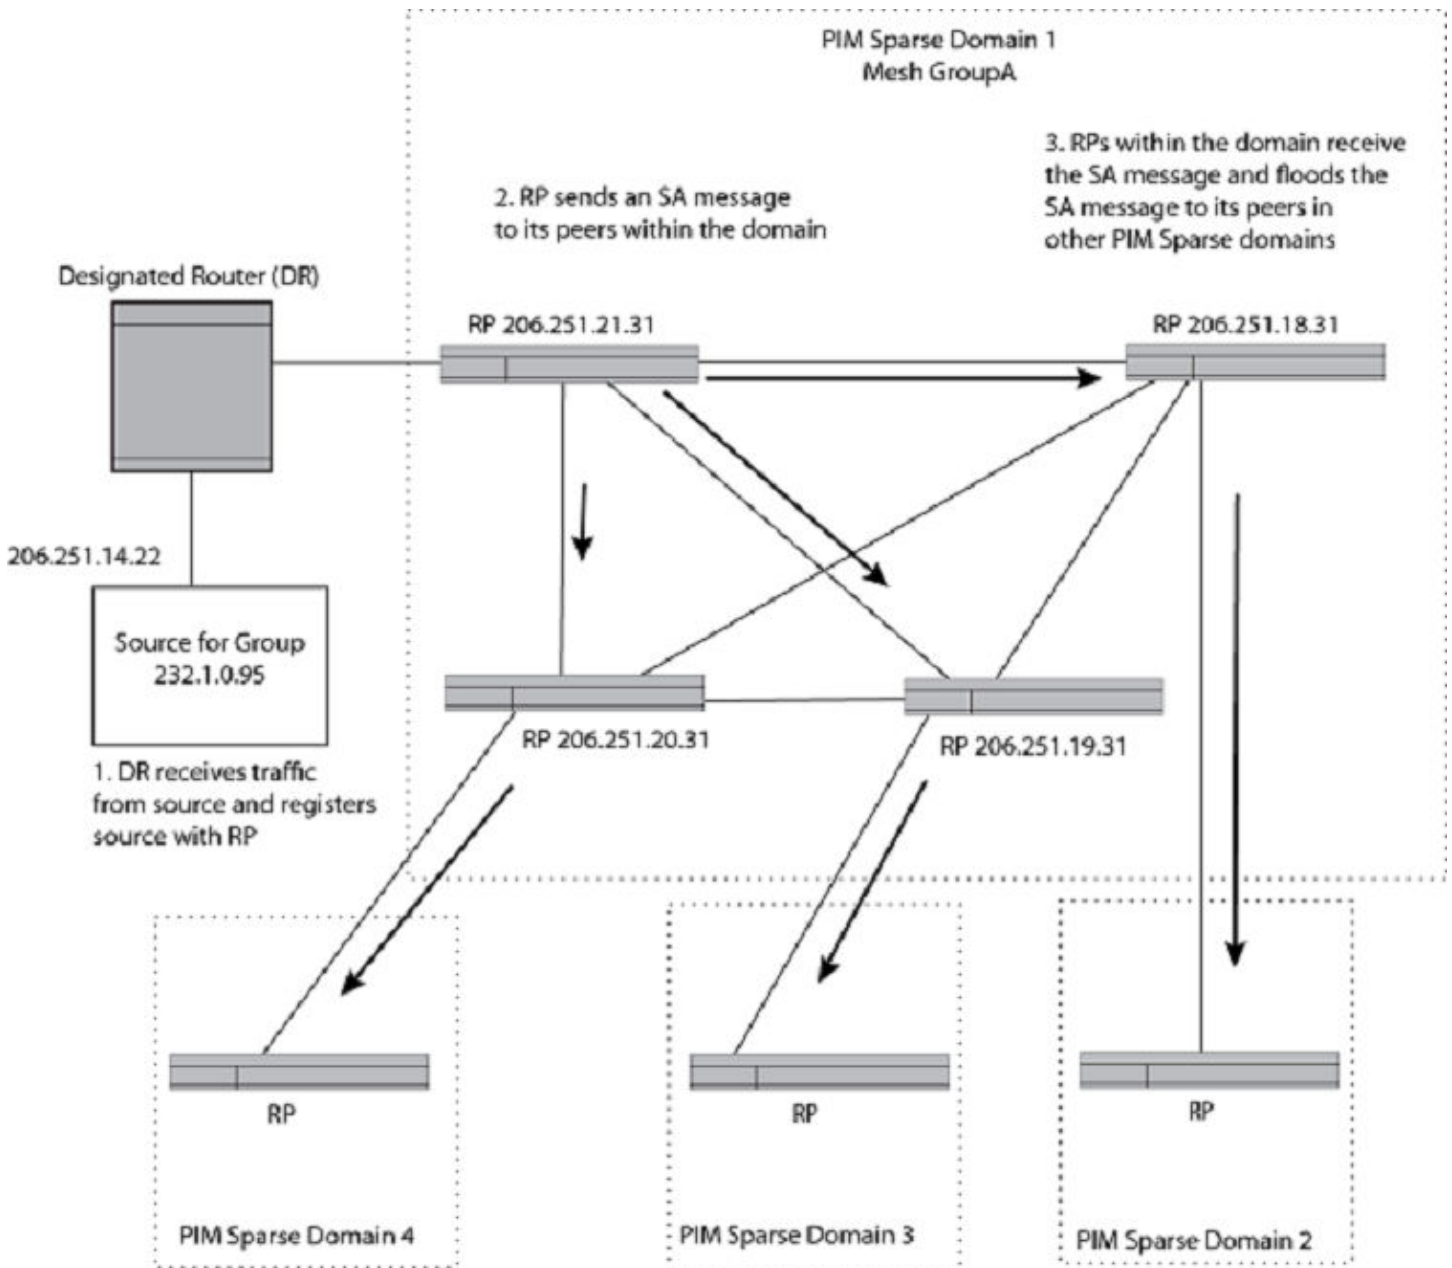 PIM Sparse Domain 1
Mesh GroupA
3. RPs within the domain receive
the SA message and floods the
SA message to its peers in
other PIM Sparse domains
2. RP sends an SA message
to its peers within the domain
Designated Router (DR)
RP 206.251.21.31
RP 206.251.18.31
206.251.14.22
Source for Group
232.1.0.95
RP 206.251.20.31
RP 206.251.19.31
1. DR receives traffic
from source and registers
source with RP
RP
RP
RP
PIM Sparse Domain 4
PIM Sparse Domain 3
PIM Sparse Domain 2